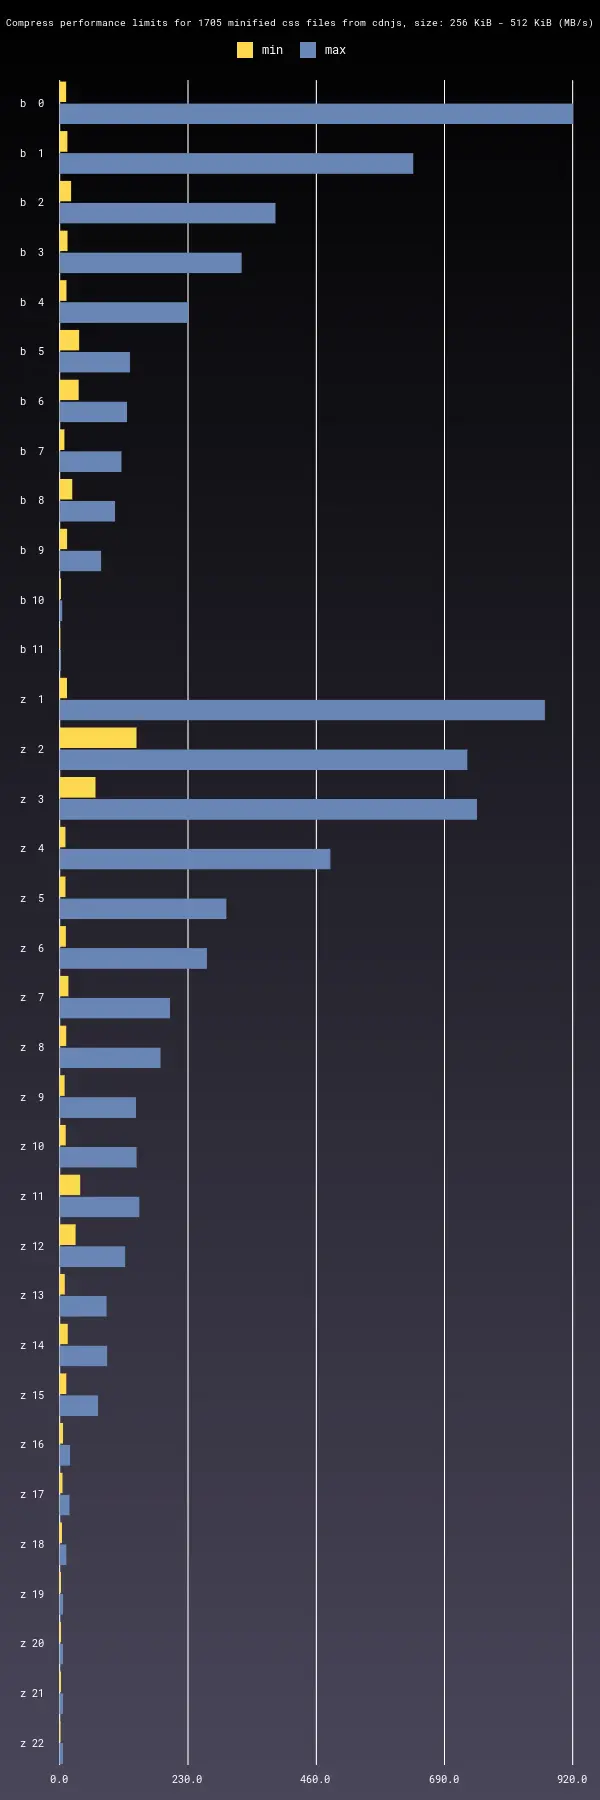 Compress performance limits for 1705 minified css files from cdnjs, size: 256 KiB - 512 KiB (MB/s)
min max
b 0
b 1
b 2
b 3
b 4
b 5
b 6
b 7
b 8
b 9
b 10
b 11
z 1
z 2
z 3
z 4
z 5
z 6
z 7
z 8
z 9
z 10
z 11
z 12
z 13
z 14
z 15
z 16
z 17
z 18
z 19
z 20
z 21
z 22
0.0 230.0 460.0 690.0 920.0